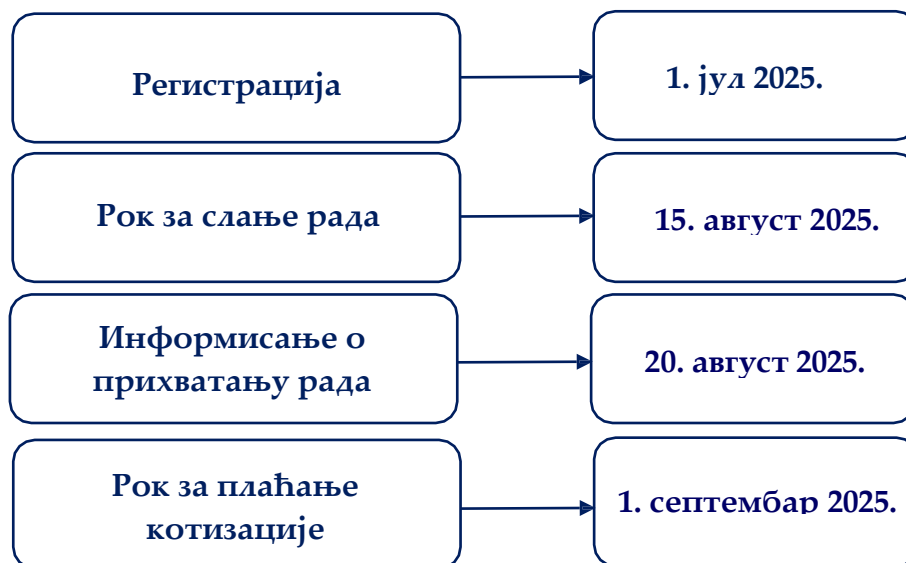 Регистрација
1. јул 2025.
Рок за слање рада
15. август 2025.
Информисање о
прихватању рада
20. август 2025.
Рок за плаћање
котизације
1. септембар 2025.